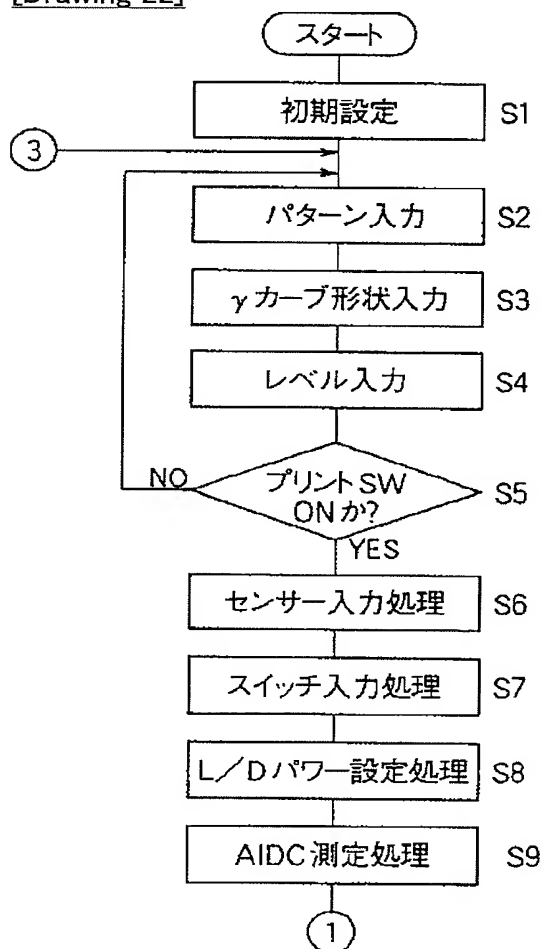 [Drawing 22]
スタート
初期設定 S1
3
パターン入力 S2
γカーブ形状入力 S3
レベル入力 S4
NO
プリントSW
ONか?
S5
YES
センサー入力処理 S6
スイッチ入力処理 S7
L/Dパワー設定処理 S8
AIDC測定処理 S9
1